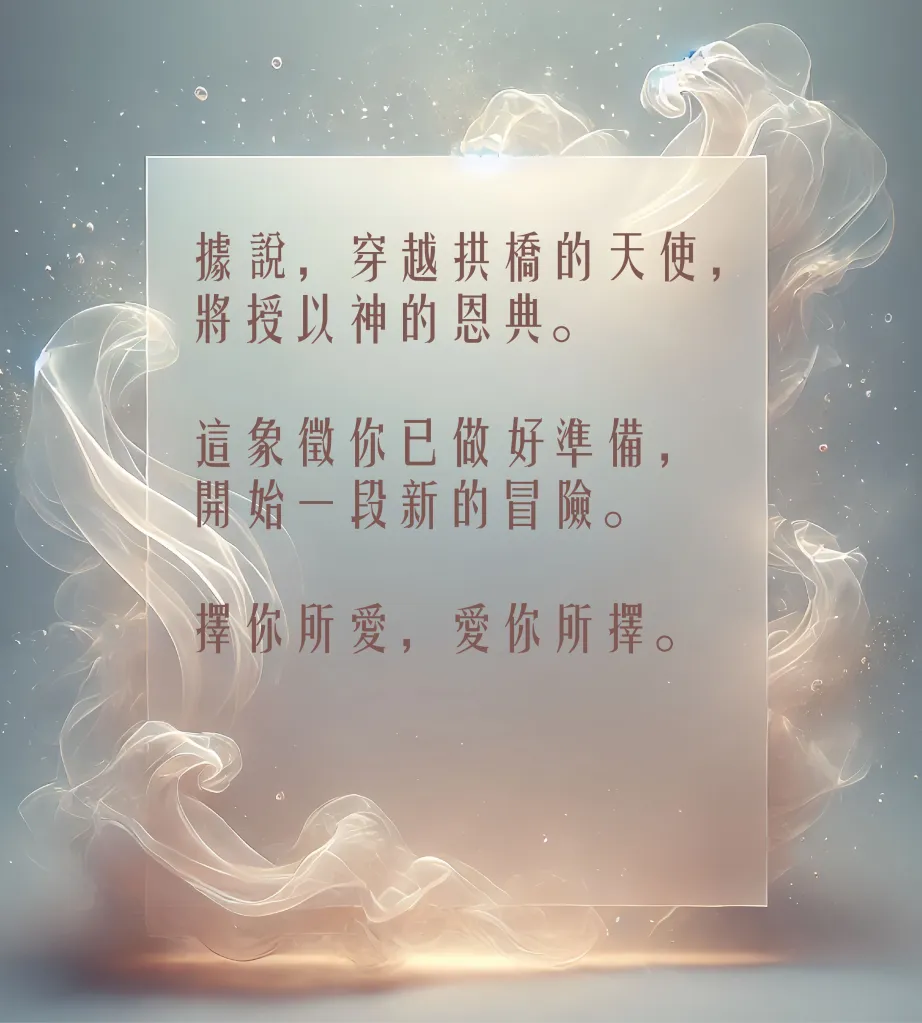 據說，穿越拱橋的天使，
將授以神的恩典。
這象徵你已做好準備，
開始一段新的冒險。
擇你所愛，愛你所擇。